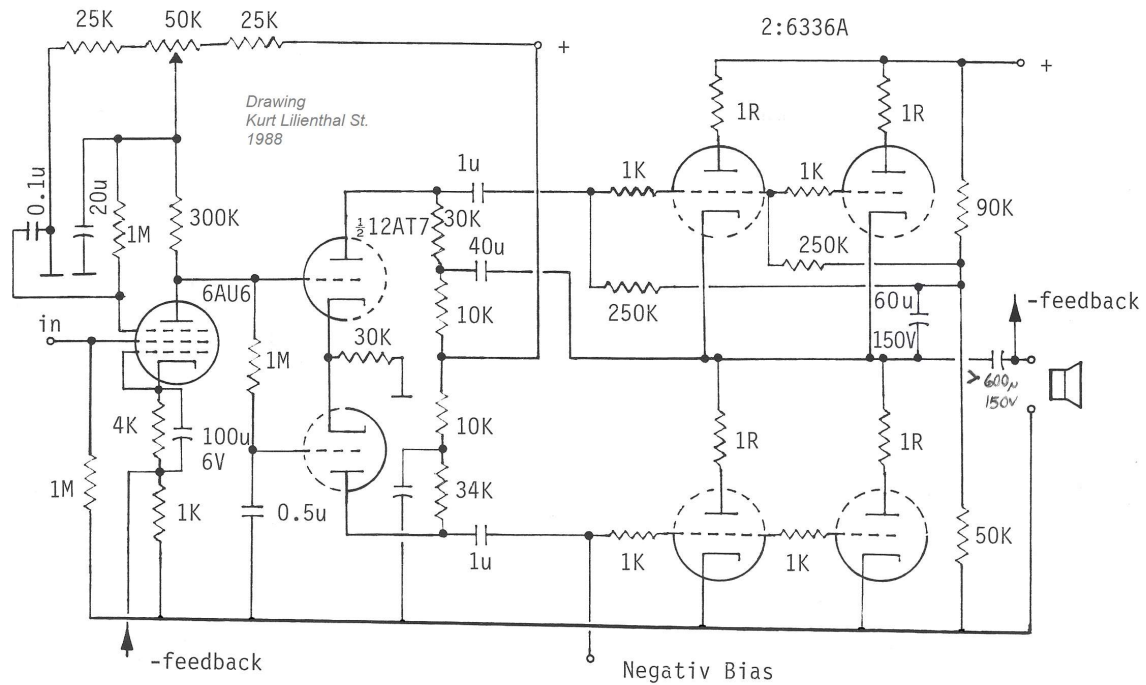 25K
50K
25K
+
2:6336A
+
Drawing
Kurt Lilienthal St.
1988
1R
1R
0.1u
20u
1M
300K
1u
30K
1K
1K
90K
½12AT7
40u
250K
6AU6
250K
60u
150V
-feedback
in
10K
30K
1M
>600µ
150V
4K
100u
6V
10K
1R
1R
1M
1K
0.5u
34K
1u
1K
1K
50K
-feedback
Negativ Bias